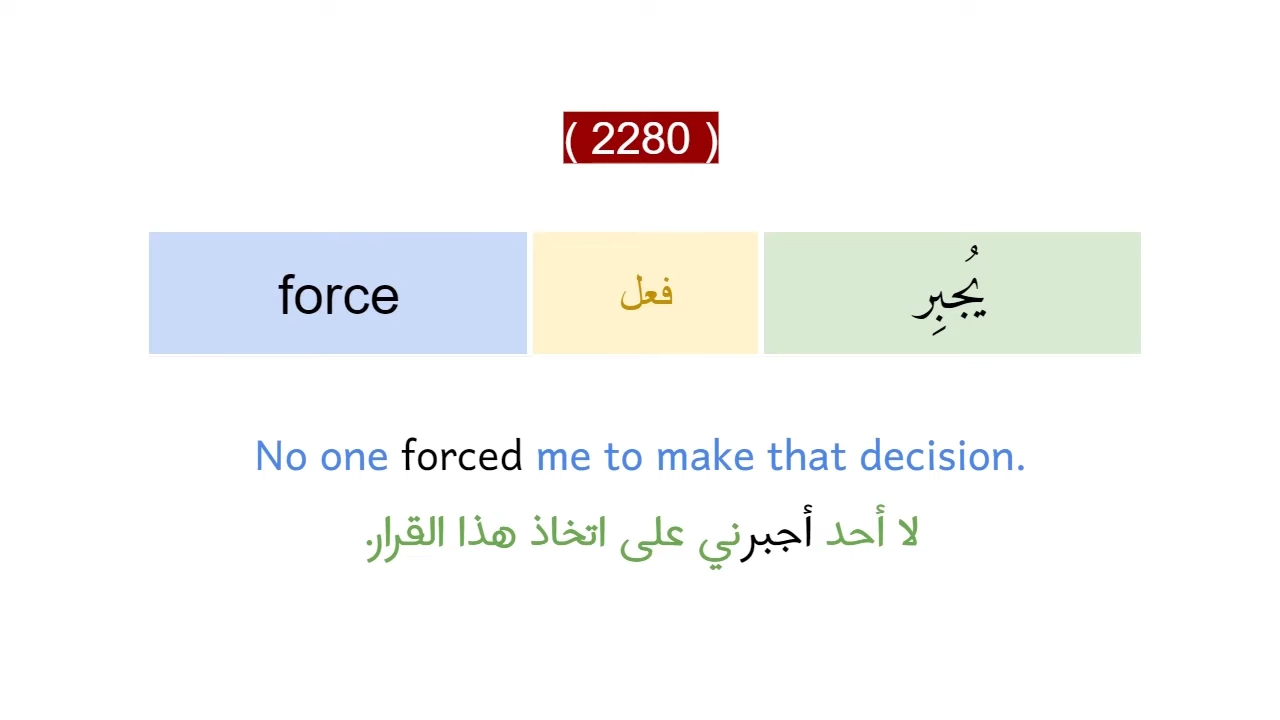 ( 2280 )
force فعل يُجبِر
No one forced me to make that decision.
لا أحد أجبرني على اتخاذ هذا القرار.